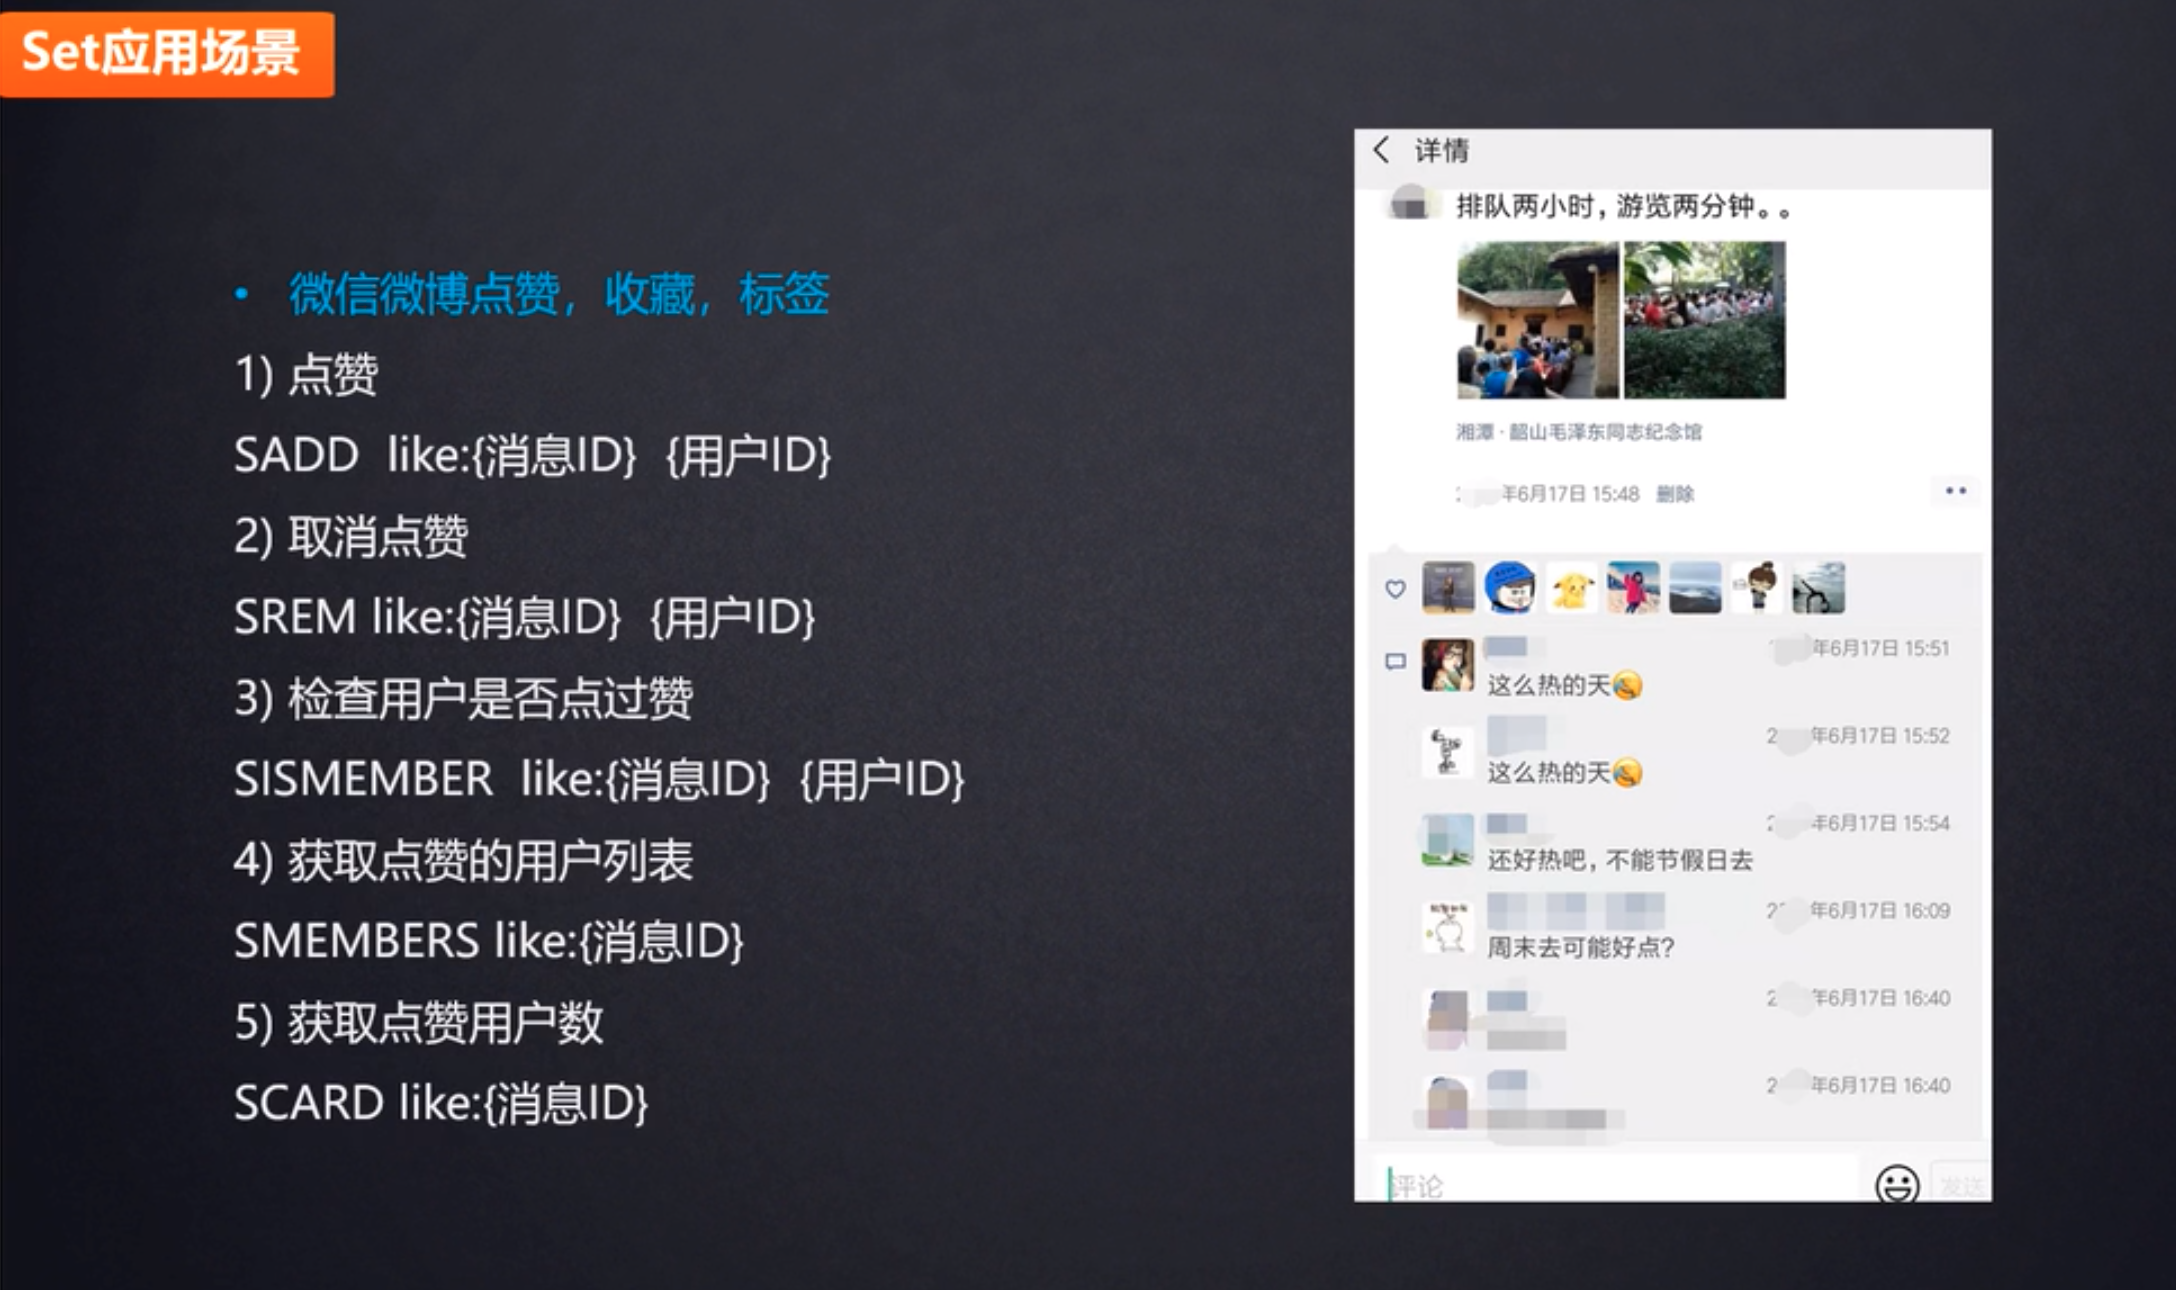 Set应用场景
• 微信微博点赞，收藏，标签
1) 点赞
SADD like:{消息ID} {用户ID}
2) 取消点赞
SREM like:{消息ID} {用户ID}
3) 检查用户是否点过赞
SISMEMBER like:{消息ID} {用户ID}
4) 获取点赞的用户列表
SMEMBERS like:{消息ID}
5) 获取点赞用户数
SCARD like:{消息ID}
详情
排队两小时，游览两分钟。。
湘潭·韶山毛泽东同志纪念馆
年6月17日 15:48 删除
年6月17日 15:51
这么热的天
年6月17日 15:52
这么热的天
年6月17日 15:54
还好热吧，不能节假日去
年6月17日 16:09
周末去可能好点?
年6月17日 16:40
年6月17日 16:40
评论
发送